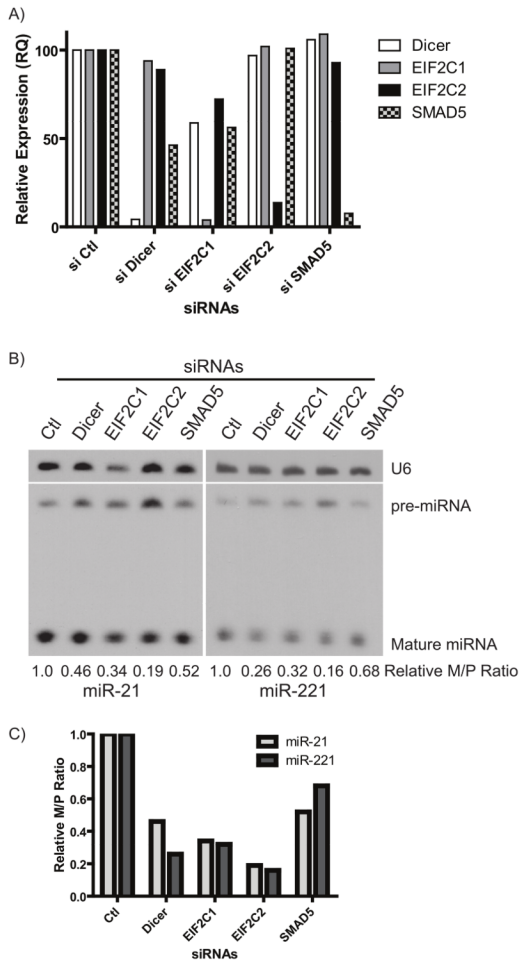 A)
Relative Expression (RQ)
100
50
0
Dicer
EIF2C1
EIF2C2
SMAD5
si Ctl
si Dicer
si EIF2C1
si EIF2C2
si SMAD5
siRNAs
B)
siRNAs
Ctl Dicer EIF2C1 EIF2C2 SMAD5 Ctl Dicer EIF2C1 EIF2C2 SMAD5
U6
pre-miRNA
Mature miRNA
1.0 0.46 0.34 0.19 0.52 1.0 0.26 0.32 0.16 0.68 Relative M/P Ratio
miR-21 miR-221
C)
Relative M/P Ratio
1.0
0.8
0.6
0.4
0.2
0.0
miR-21
miR-221
Ctl
Dicer
EIF2C1
EIF2C2
SMAD5
siRNAs